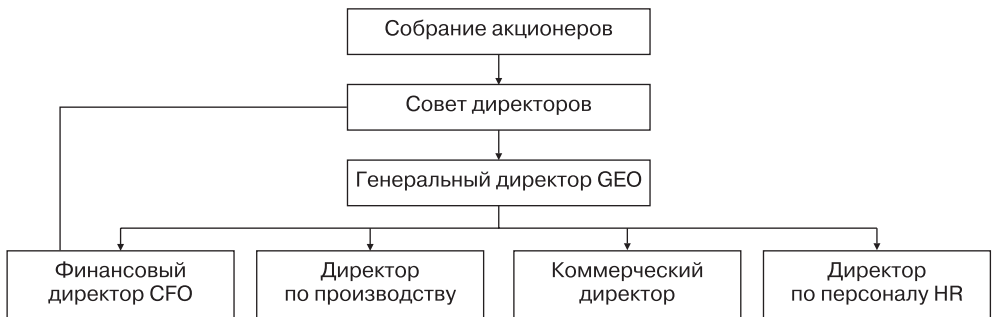 Собрание акционеров
Совет директоров
Генеральный директор GEO
Финансовый
директор CFO
Директор
по производству
Коммерческий
директор
Директор
по персоналу HR